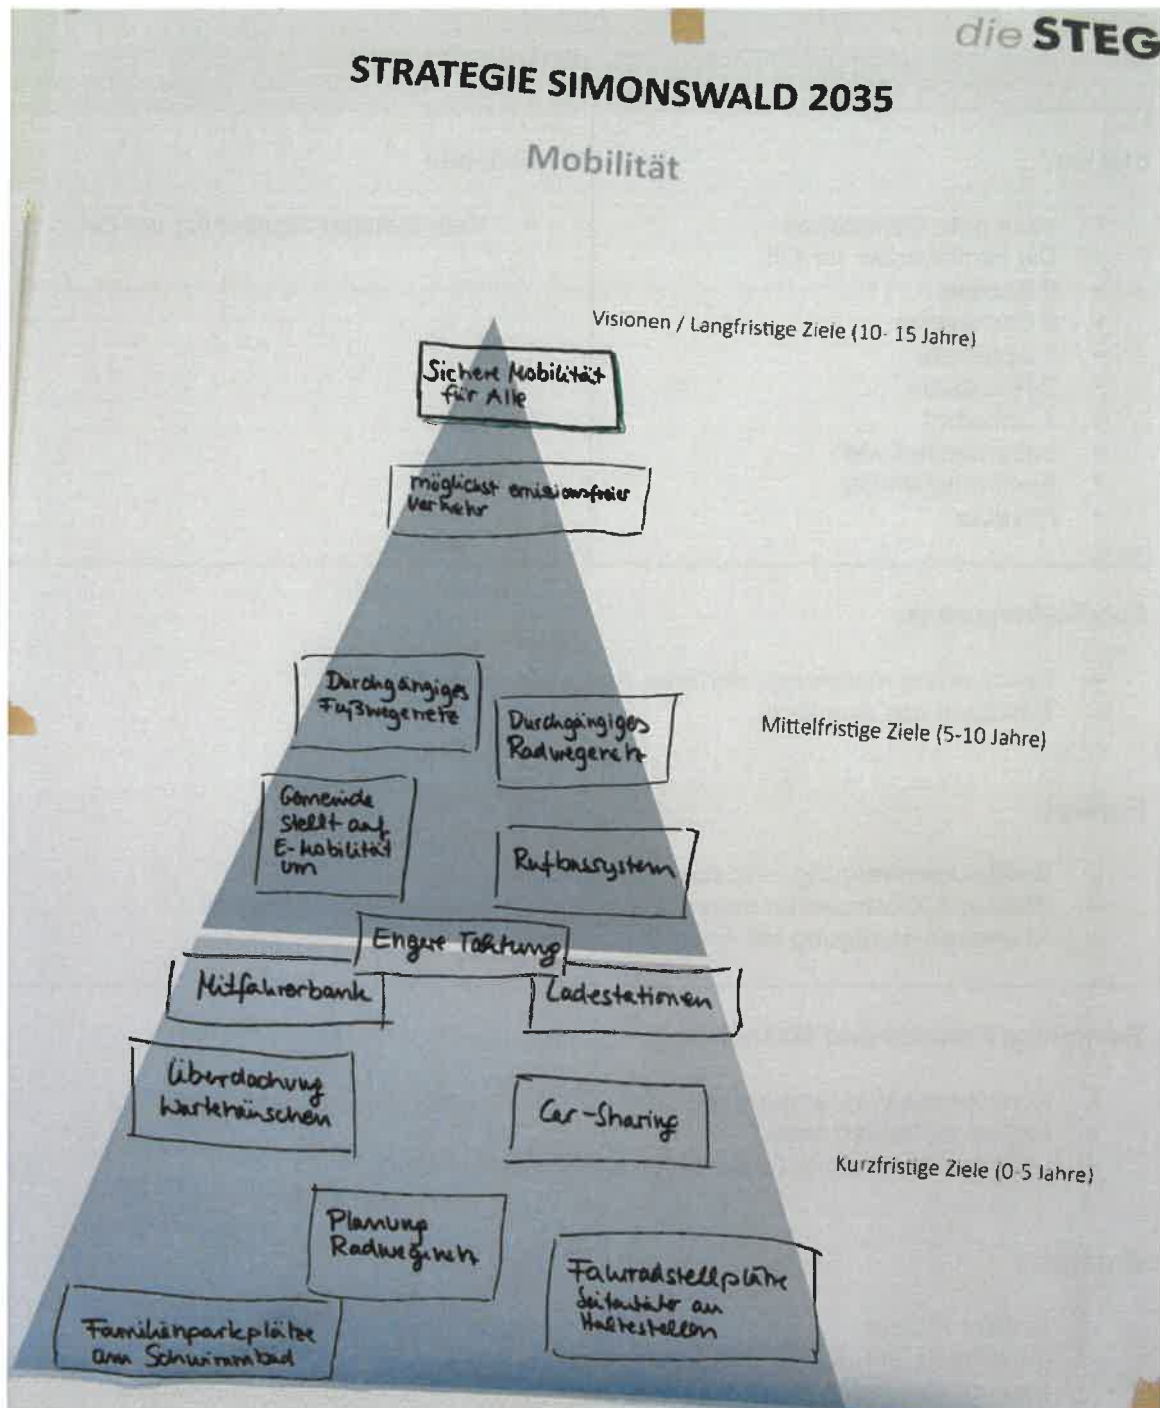 die STEG
STRATEGIE SIMONSWALD 2035
Mobilität
Visionen / Langfristige Ziele (10- 15 Jahre)
Sichere Mobilität
für Alle
möglichst emissionsfreier
Verkehr
Durchgängiges
Fußwegenetz
Durchgängiges
Radwegenetz
Mittelfristige Ziele (5-10 Jahre)
Gemeinde
stellt auf
E-Mobilität
um
Rufbussystem
Engere Taktung
Mitfahrerbank
Ladestationen
Überdachung
Wartehäuschen
Car-Sharing
Kurzfristige Ziele (0-5 Jahre)
Planung
Radwegenetz
Fahrradstellplätze
an
Haltestellen
Familienparkplätze
am Schwimmbad